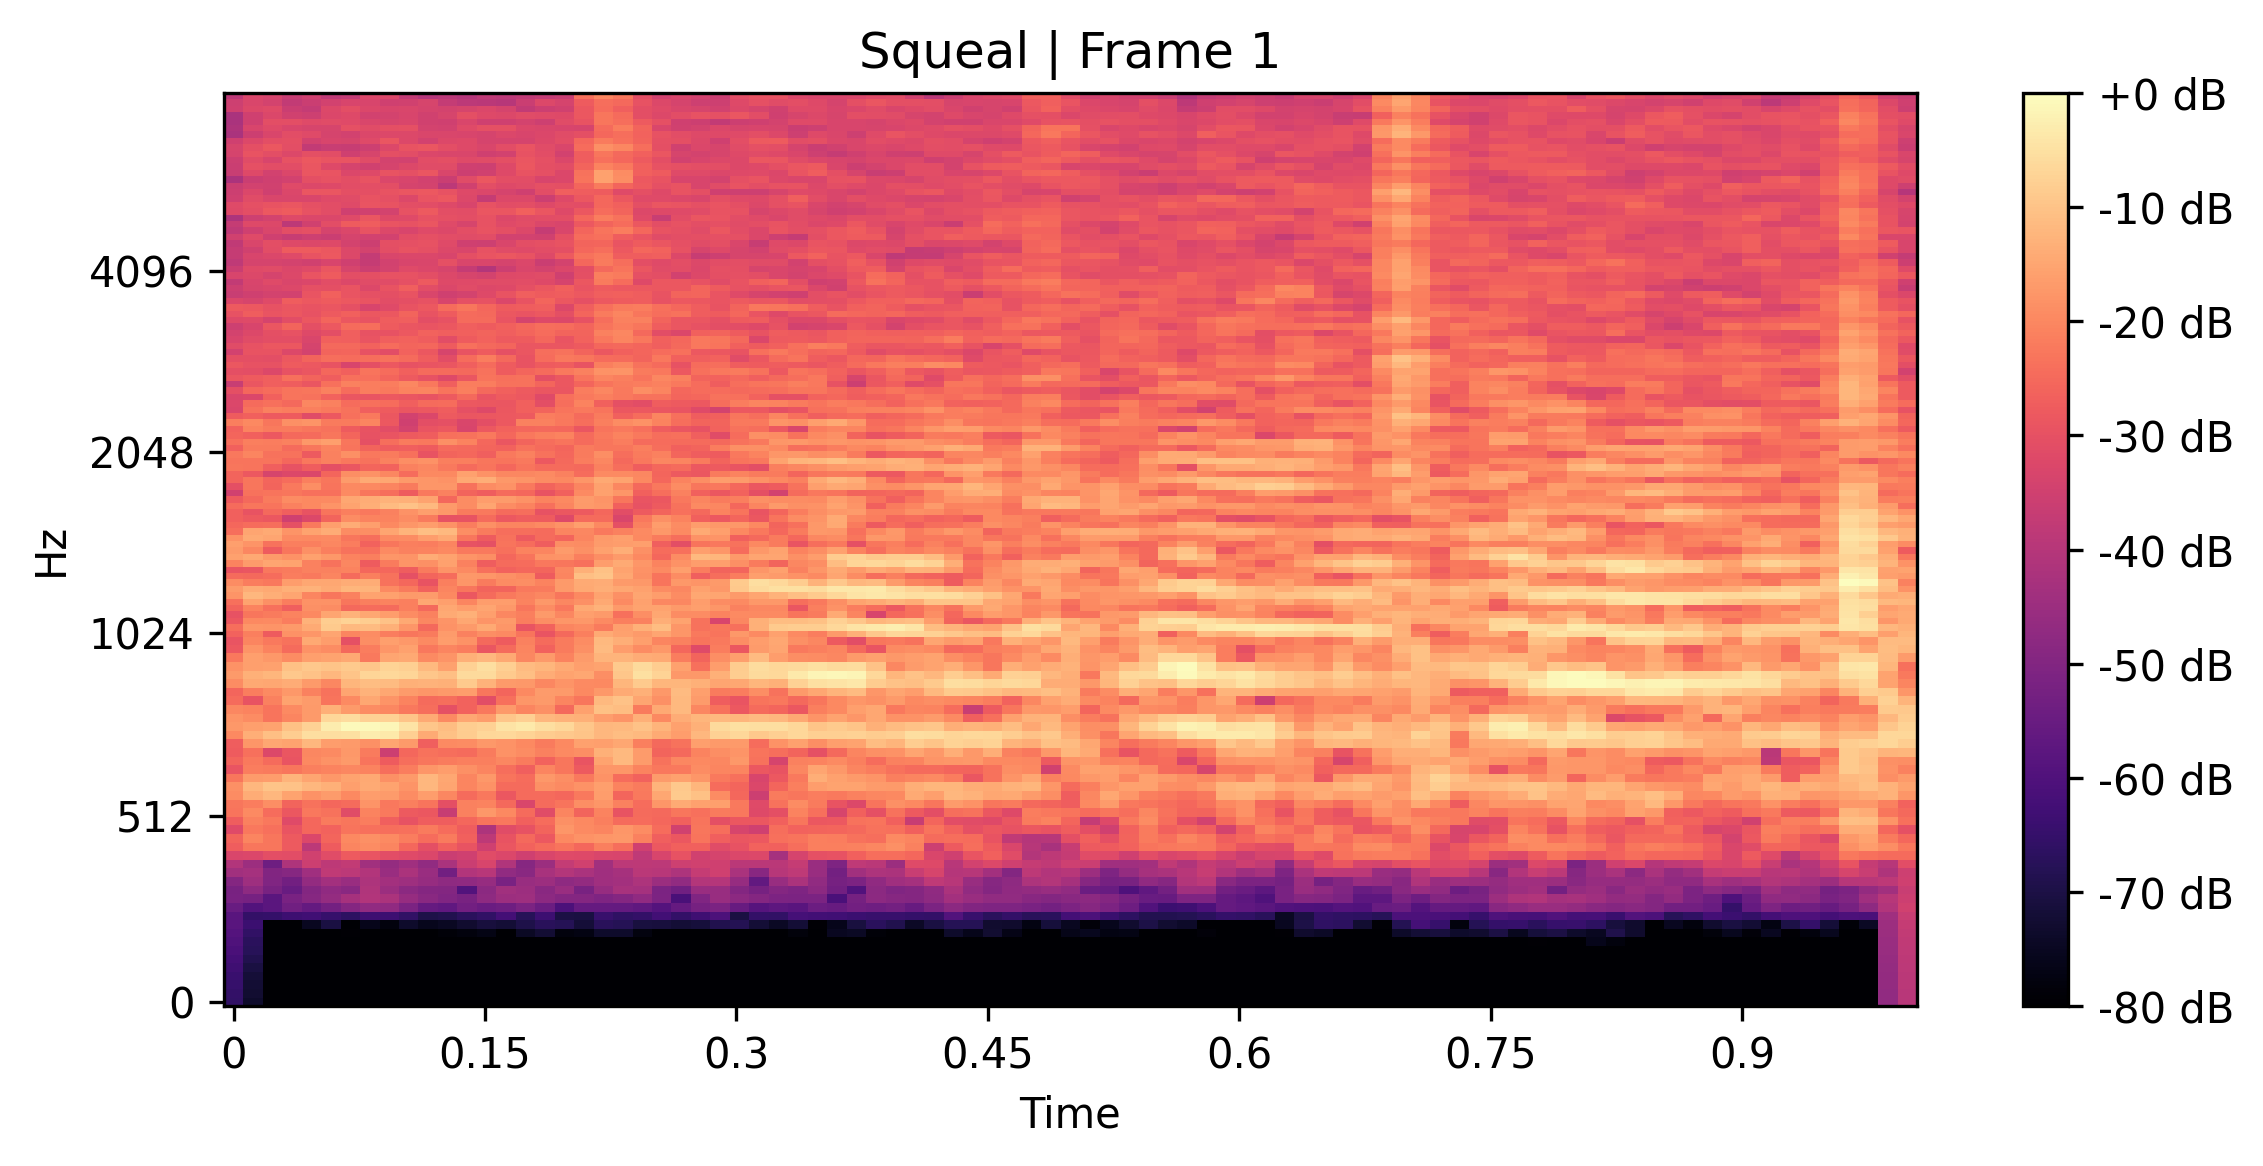 Squeal | Frame 1
+0 dB
-10 dB
-20 dB
-30 dB
-40 dB
-50 dB
-60 dB
-70 dB
-80 dB
Hz
4096
2048
1024
512
0
0 0.15 0.3 0.45 0.6 0.75 0.9
Time